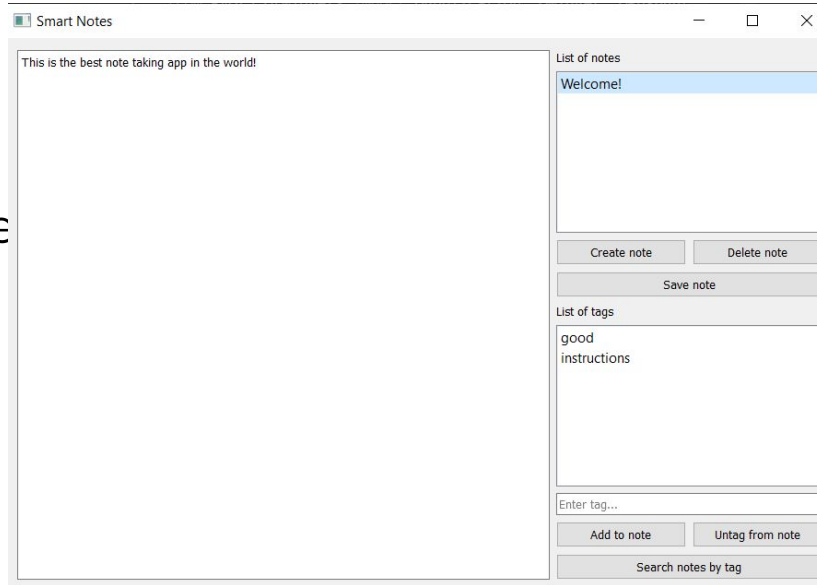 Smart Notes
This is the best note taking app in the world!
List of notes
Welcome!
Create note
Delete note
Save note
List of tags
good
instructions
Enter tag...
Add to note
Untag from note
Search notes by tag